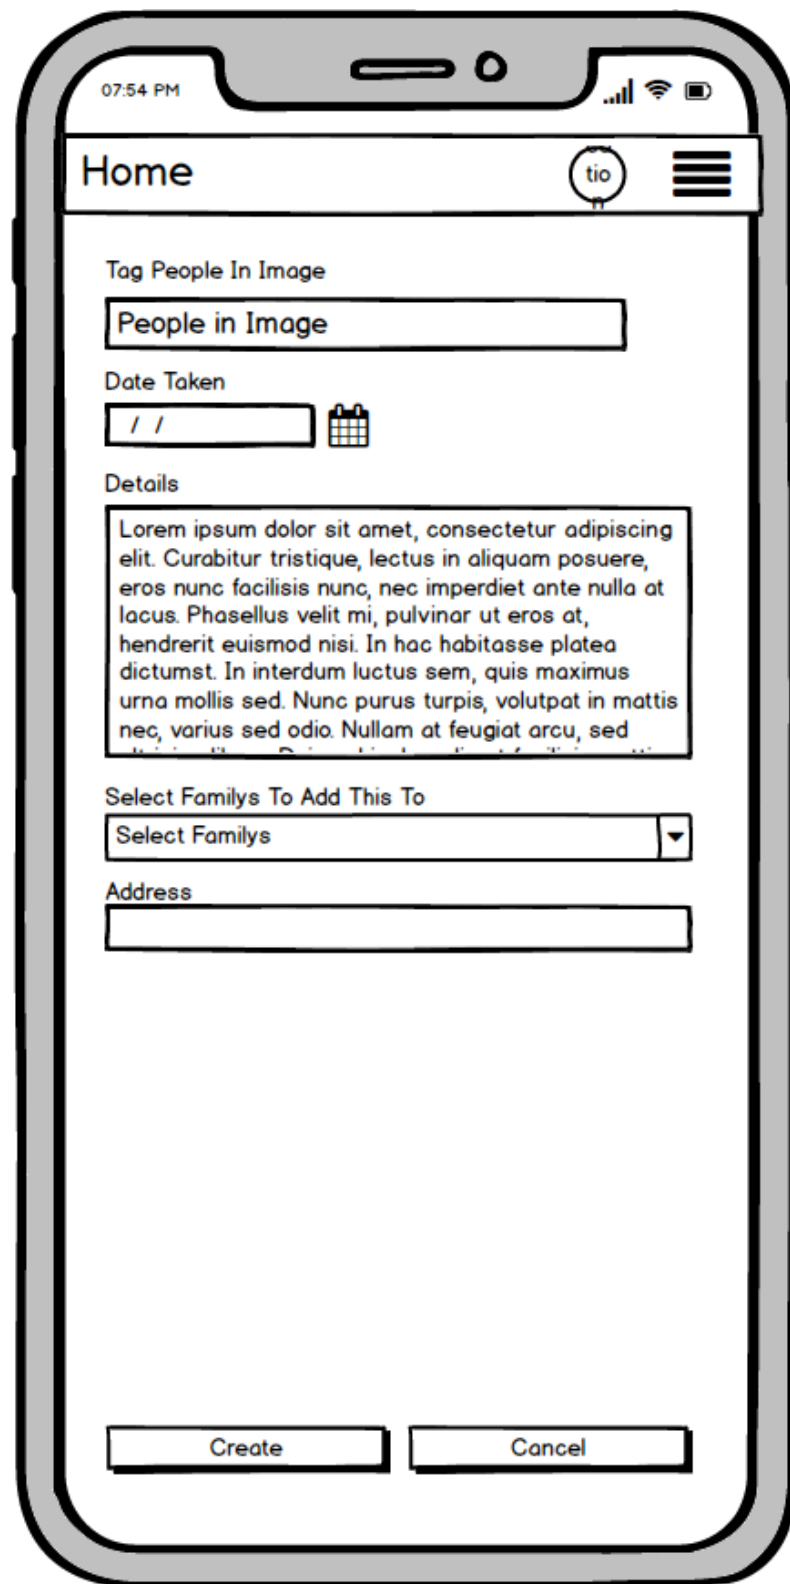 07:54 PM
Home
tio
n
Tag People In Image
People in Image
Date Taken
/ /
Details
Lorem ipsum dolor sit amet, consectetur adipiscing
elit. Curabitur tristique, lectus in aliquam posuere,
eros nunc facilisis nunc, nec imperdiet ante nulla at
lacus. Phasellus velit mi, pulvinar ut eros at,
hendrerit euismod nisi. In hac habitasse platea
dictumst. In interdum luctus sem, quis maximus
urna mollis sed. Nunc purus turpis, volutpat in mattis
nec, varius sed odio. Nullam at feugiat arcu, sed
Select Familys To Add This To
Select Familys
Address
Create
Cancel